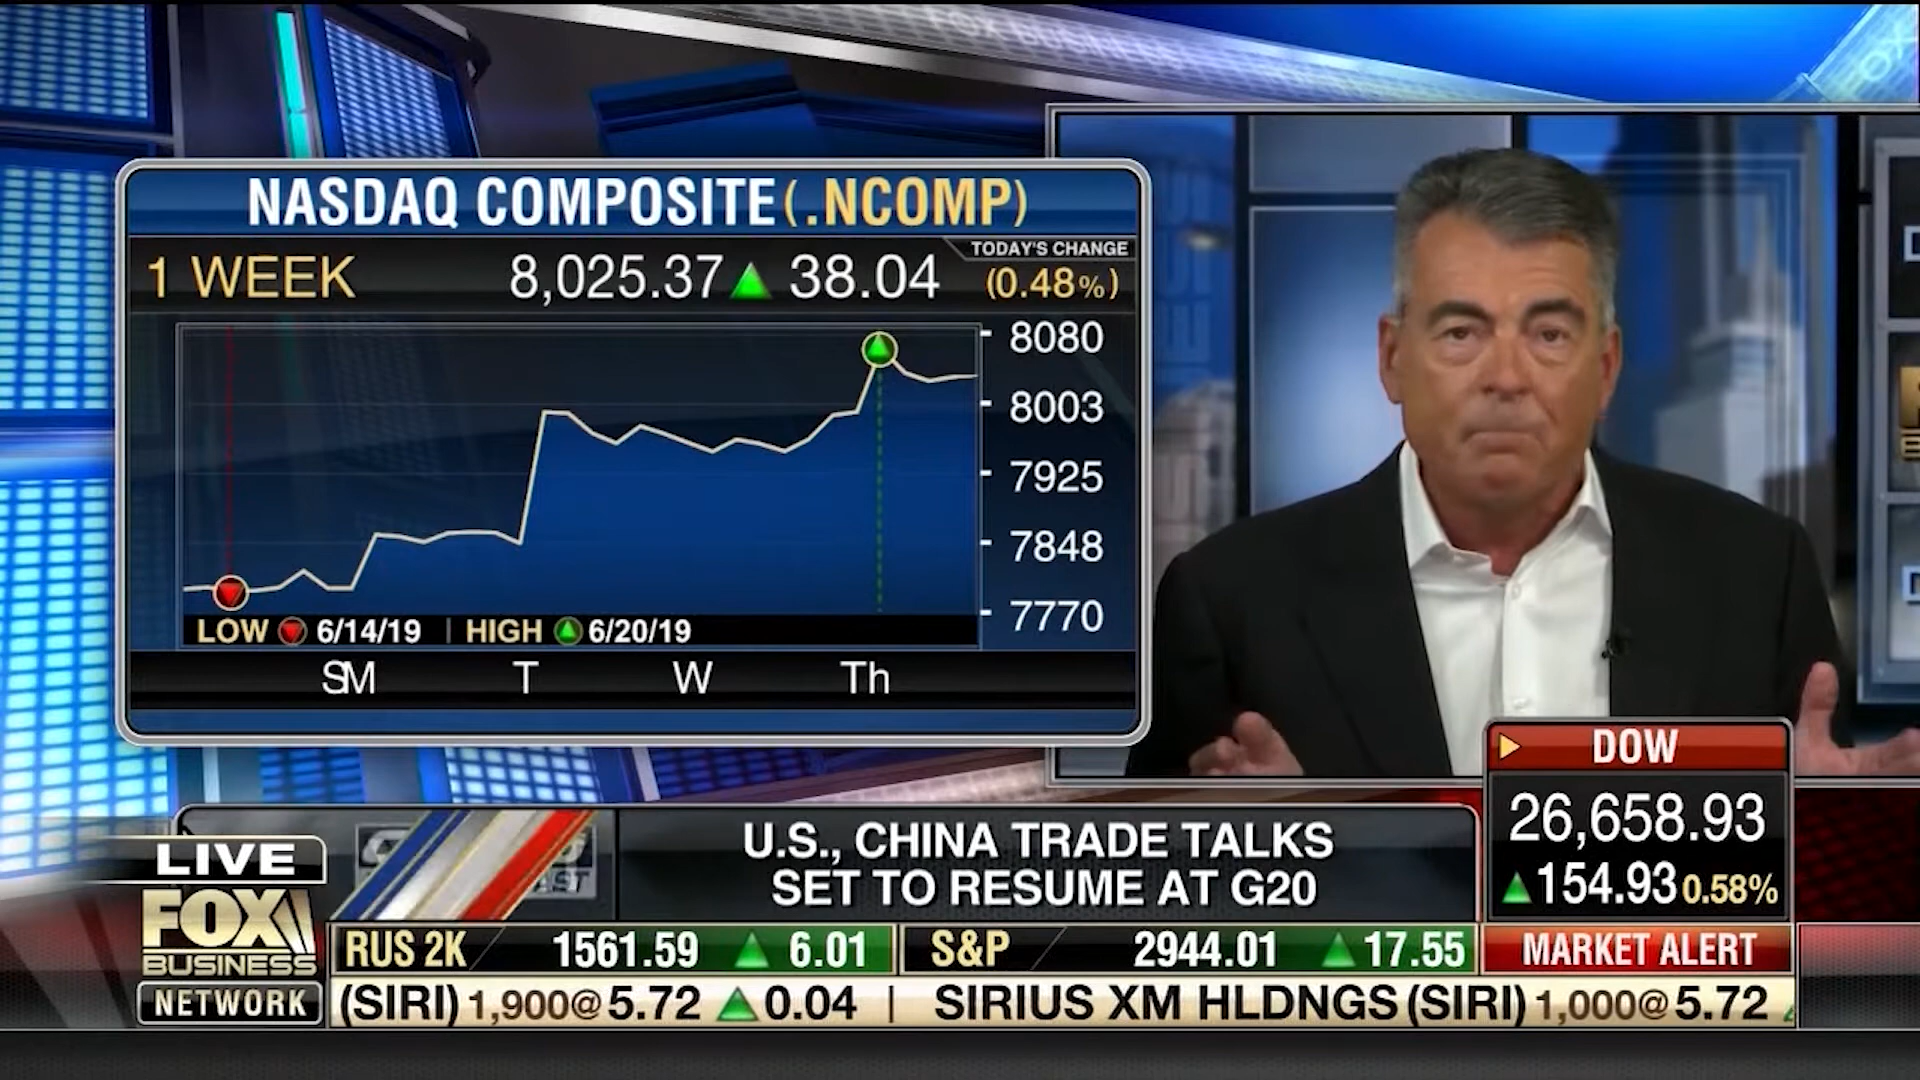 FOX BUSINESS
FOX
NASDAQ COMPOSITE (.NCOMP)
1 WEEK 8,025.37 ▲ 38.04
TODAY'S CHANGE
(0.48%)
8080
8003
7925
7848
7770
LOW ▼ 6/14/19 | HIGH ▲ 6/20/19
SM T W Th
DOW
26,658.93
▲ 154.93 0.58%
MARKET ALERT
U.S., CHINA TRADE TALKS
SET TO RESUME AT G20
LIVE
FOX
BUSINESS
NETWORK
RUS 2K 1561.59 ▲ 6.01
S&P 2944.01 ▲ 17.55
(SIRI) 1,900@5.72 ▲ 0.04 | SIRIUS XM HLDNGS (SIRI) 1,000@5.72